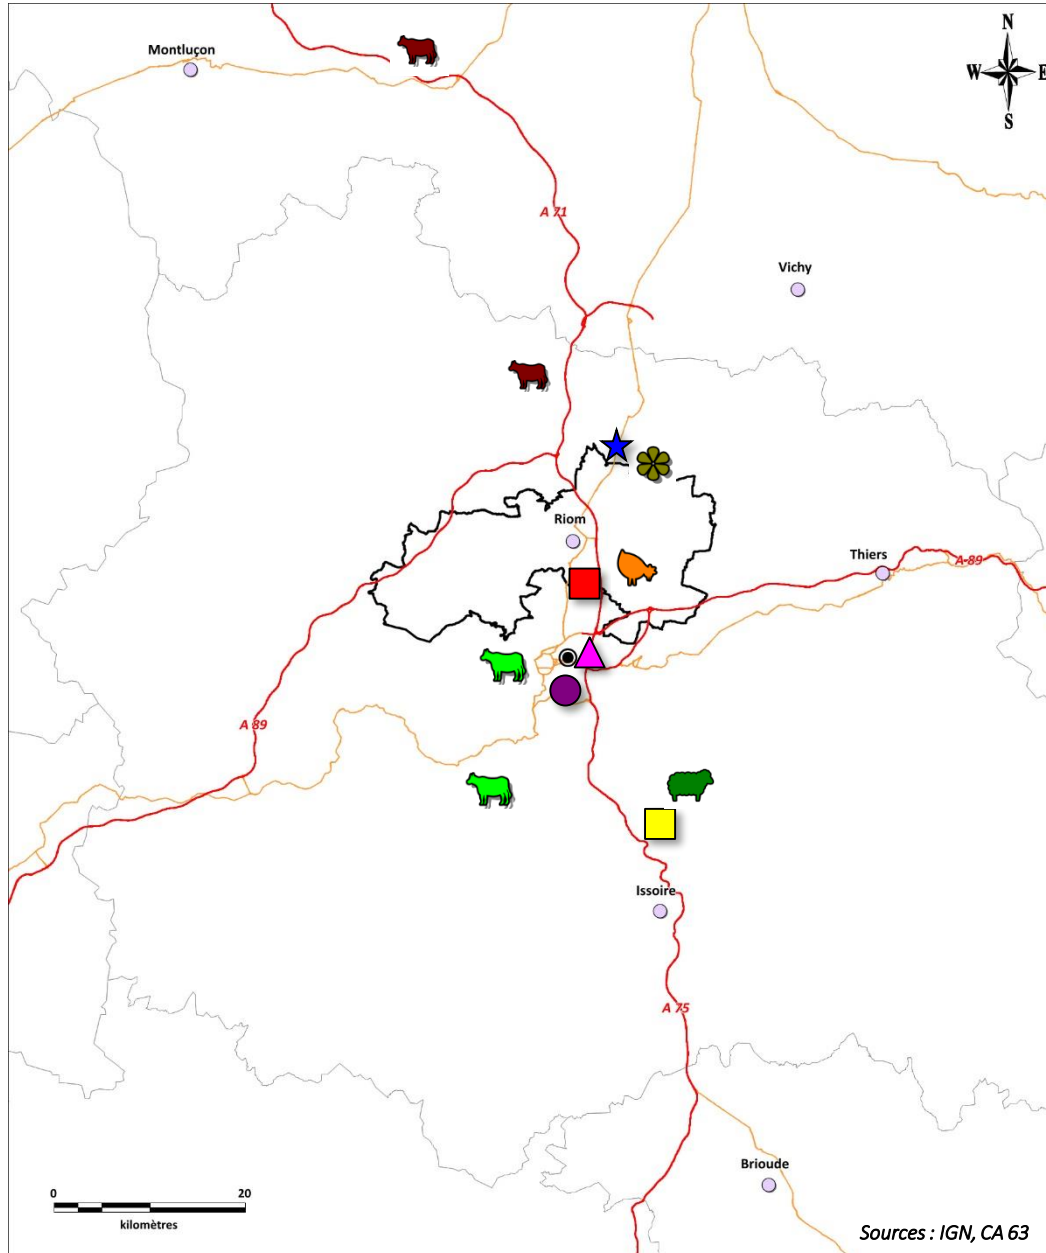 N
Montluçon
W E
S
A 71
Vichy
Riom
Thiers
A 89
A 89
Issoire
A 75
Brioude
0 20
kilomètres
Sources : IGN, CA 63